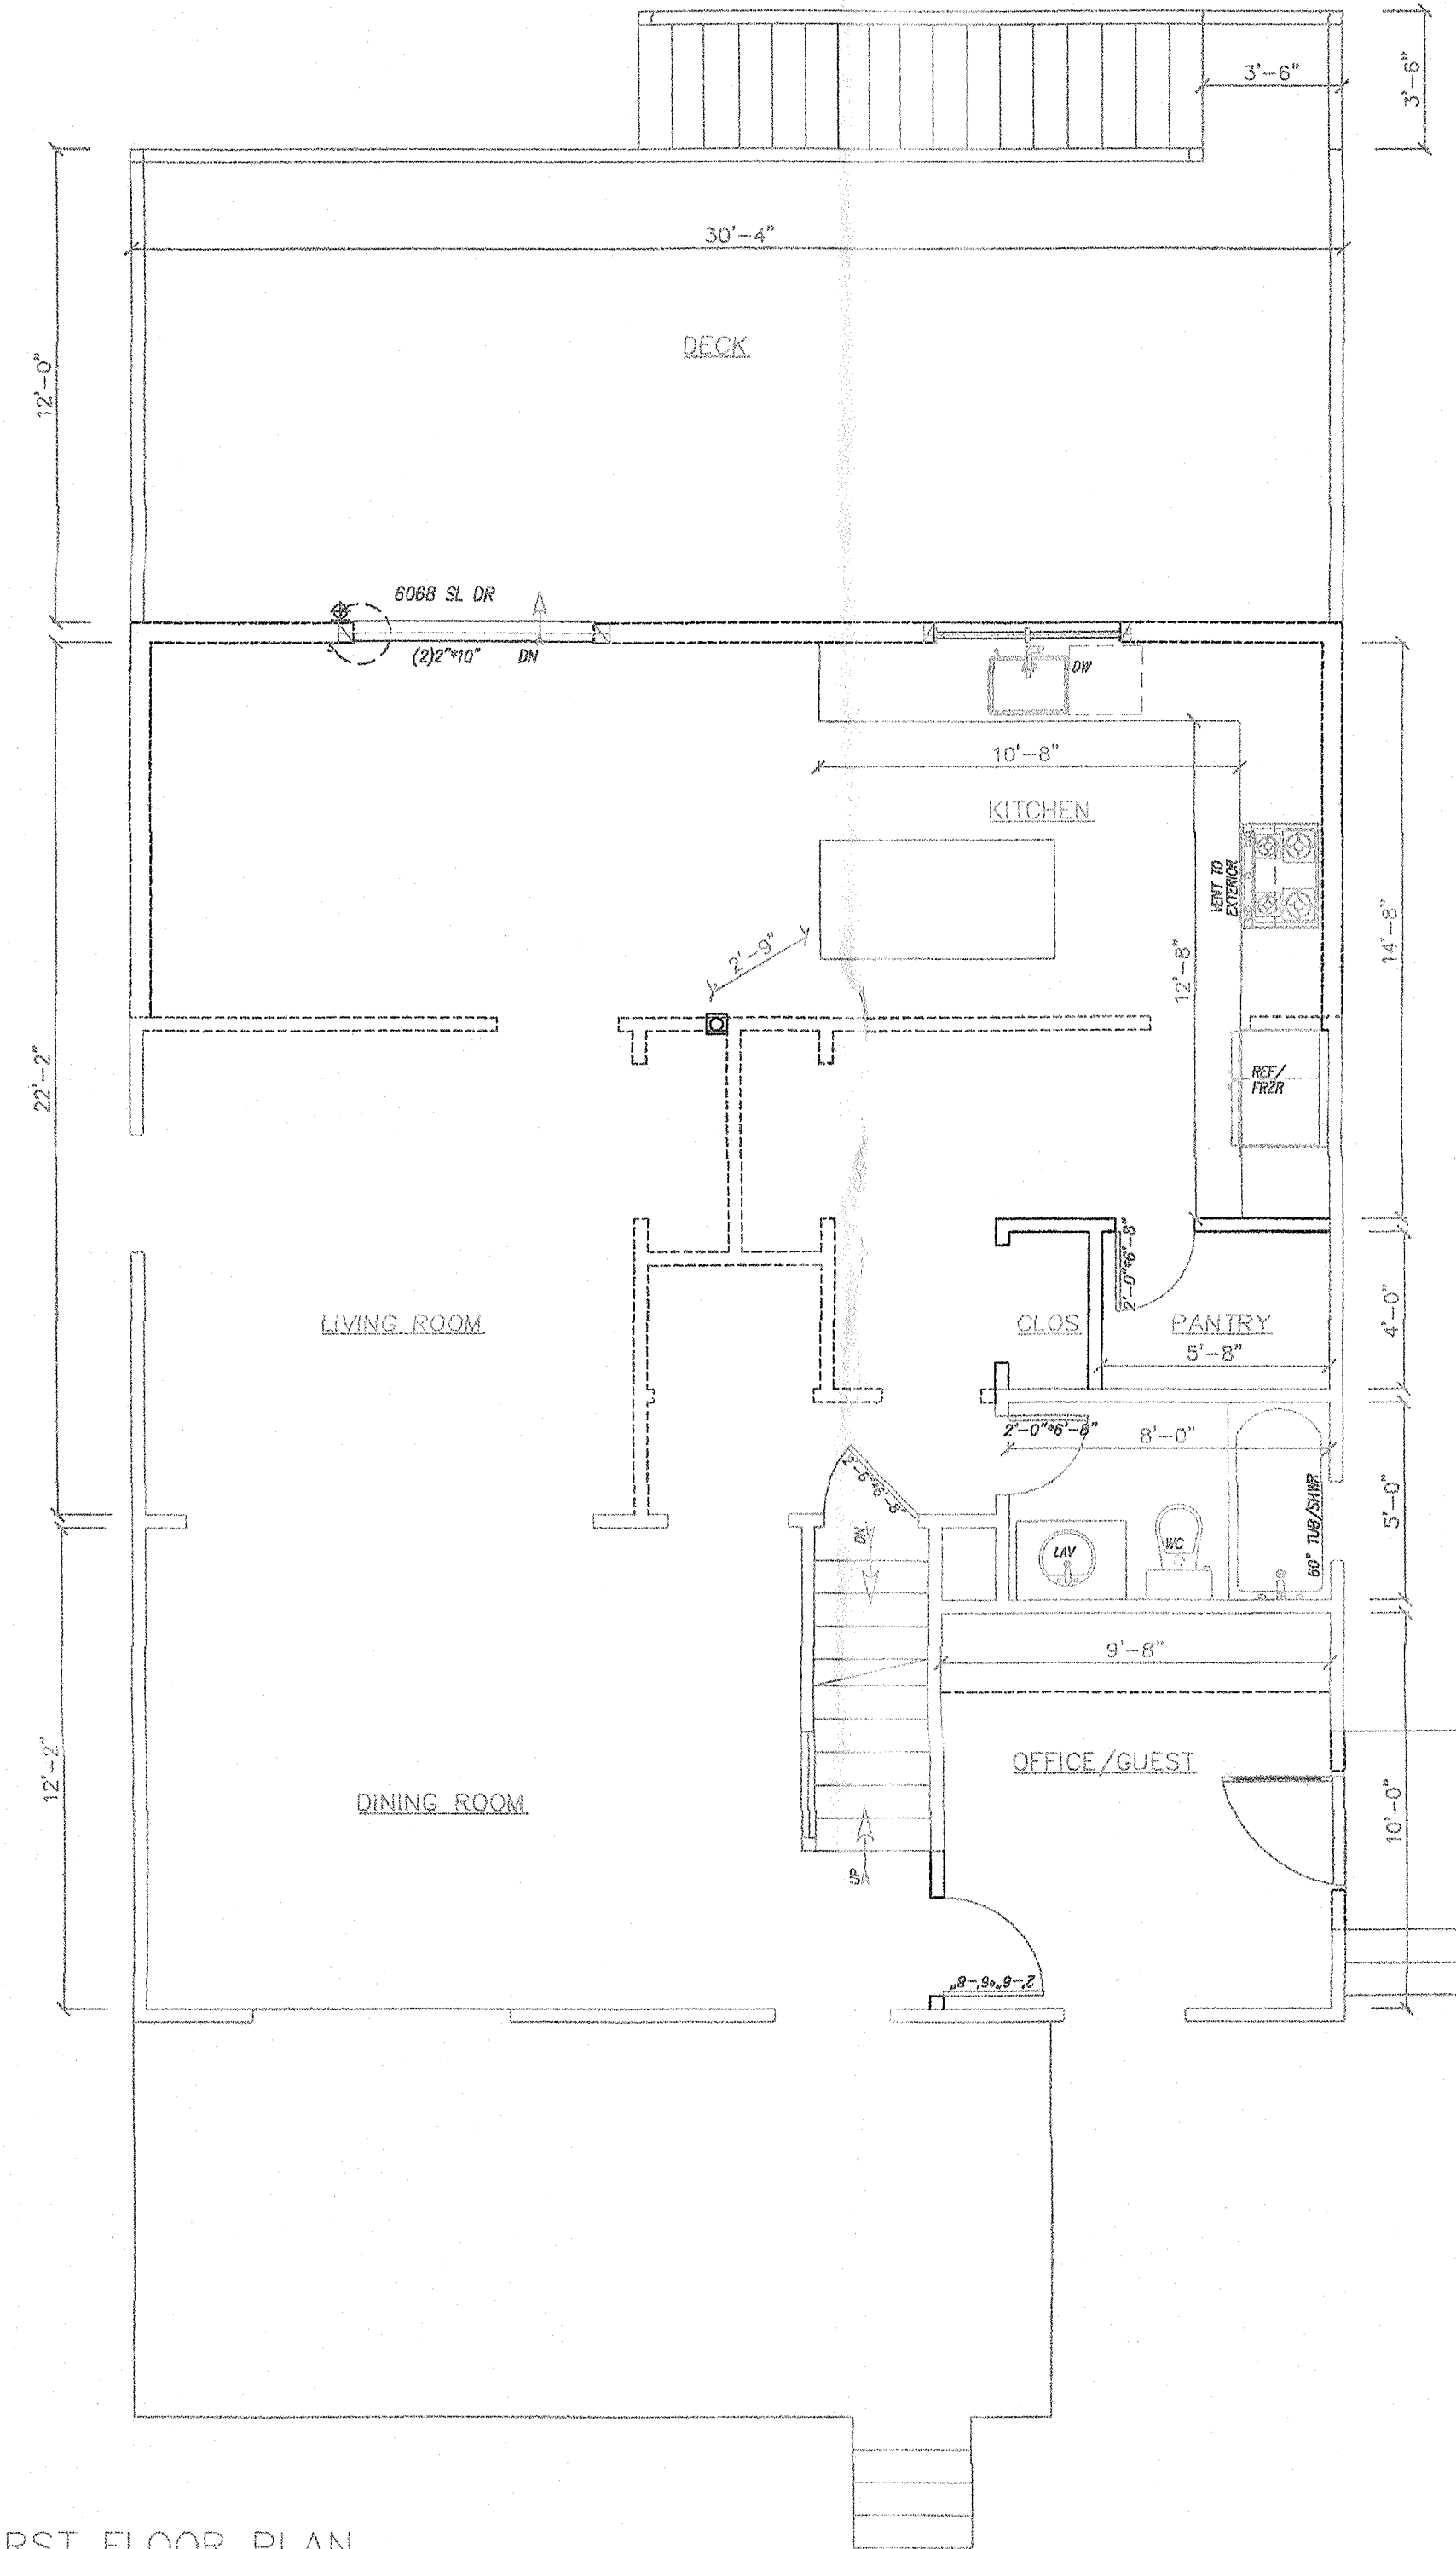 3'-6"
3'-6"
30'-4"
DECK
12'-0"
6068 SL DR
(2)2"*10"
DN
DW
10'-8"
KITCHEN
VENT TO
EXTERIOR
2'-9"
12'-8"
14'-8"
22'-2"
REF/
FRZR
2'-0"*6'-8"
LIVING ROOM
CLOS
PANTRY
4'-0"
5'-8"
2'-0"*6'-8"
8'-0"
2'-6"*6'-8"
60" TUB/SHWR
5'-0"
DN
LAV
WC
9'-8"
OFFICE/GUEST
12'-2"
DINING ROOM
10'-0"
UP
2'-8"*6'-8"
RST FLOOR PLAN